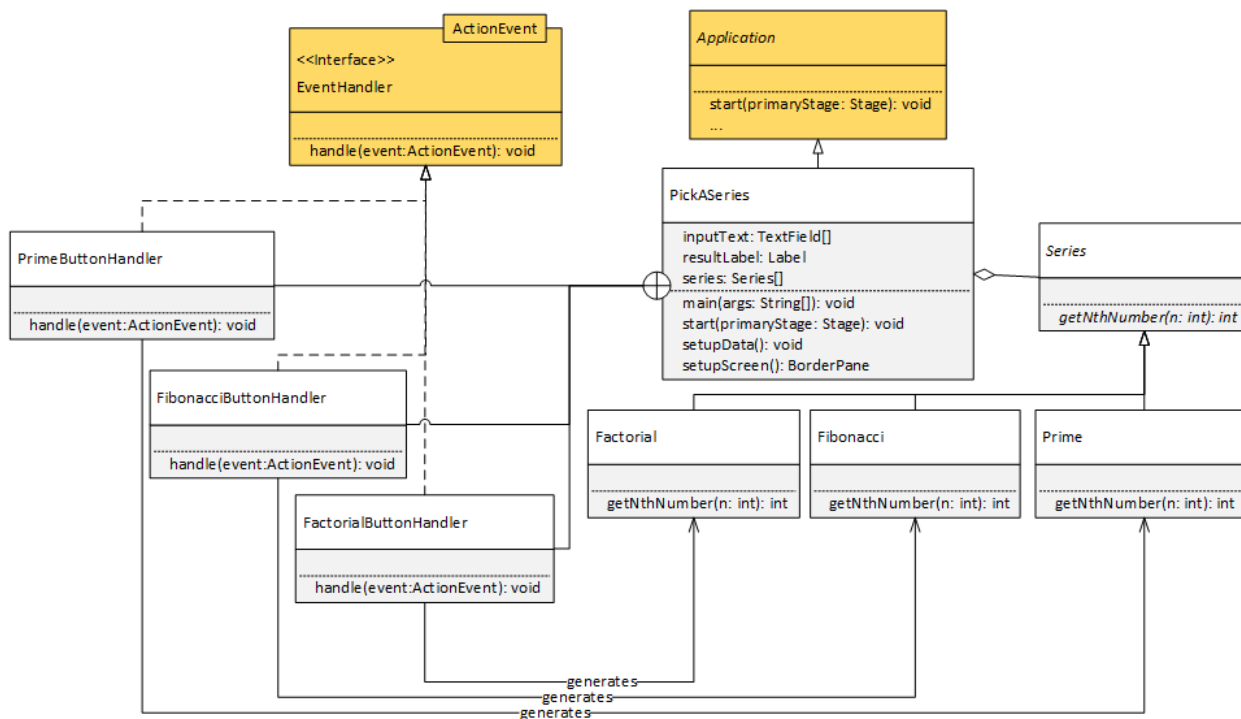 ActionEvent
<<Interface>>
EventHandler
handle(event:ActionEvent): void
Application
start(primaryStage: Stage): void
...
PickASeries
inputText: TextField[]
resultLabel: Label
series: Series[]
main(args: String[]): void
start(primaryStage: Stage): void
setupData(): void
setupScreen(): BorderPane
Series
getNthNumber(n: int): int
PrimeButtonHandler
handle(event:ActionEvent): void
FibonacciButtonHandler
handle(event:ActionEvent): void
FactorialButtonHandler
handle(event:ActionEvent): void
Factorial
getNthNumber(n: int): int
Fibonacci
getNthNumber(n: int): int
Prime
getNthNumber(n: int): int
generates
generates
generates